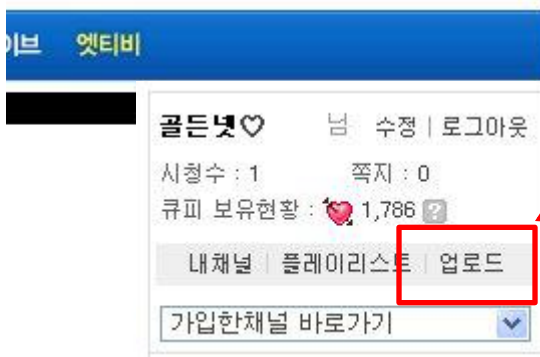 이브 엣티비
골든넷♡ 님 수정 | 로그아웃
시청수 : 1 쪽지 : 0
큐피 보유현황 : 1,786 ?
내채널 | 플레이리스트 | 업로드
가입한채널 바로가기